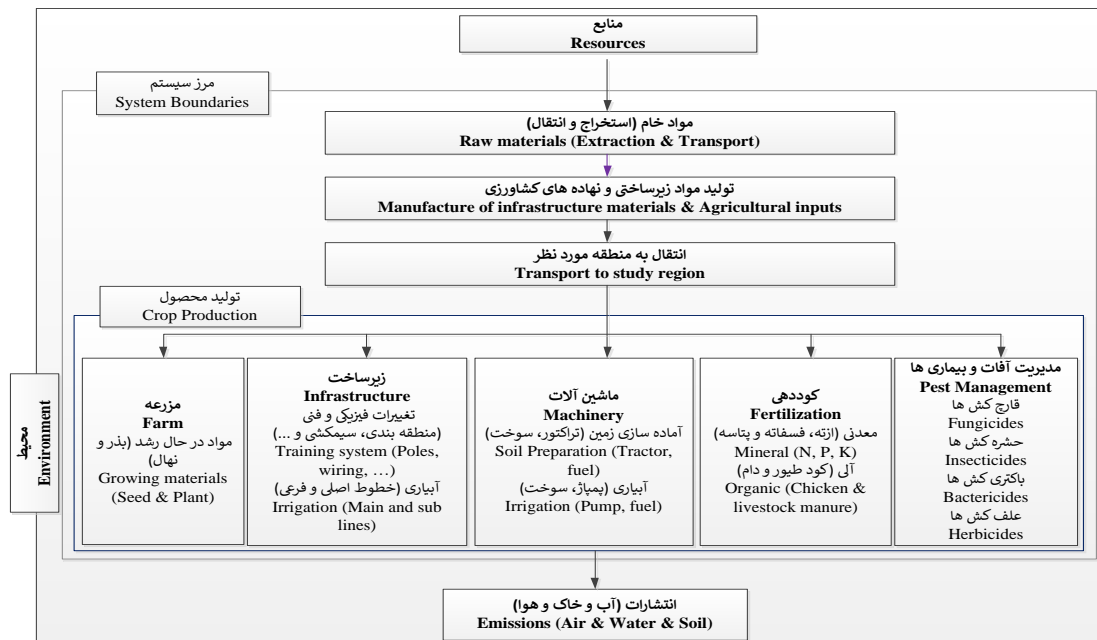 منابع
Resources
مرز سیستم
System Boundaries
مواد خام (استخراج و انتقال)
Raw materials (Extraction & Transport)
تولید مواد زیرساختی و نهاده های کشاورزی
Manufacture of infrastructure materials & Agricultural inputs
انتقال به منطقه مورد نظر
Transport to study region
تولید محصول
Crop Production
محیط
Environment
مزرعه
Farm
مواد در حال رشد (بذر و
نهال)
Growing materials
(Seed & Plant)
زیرساخت
Infrastructure
تغییرات فیزیکی و فنی
(منطقه بندی، سیمکشی و ...)
Training system (Poles,
wiring, …)
آبیاری (خطوط اصلی و فرعی)
Irrigation (Main and sub
lines)
ماشین آلات
Machinery
آماده سازی زمین (تراکتور، سوخت)
Soil Preparation (Tractor,
fuel)
آبیاری (پمپاژ، سوخت)
Irrigation (Pump, fuel)
کوددهی
Fertilization
معدنی (ازته، فسفاته و پتاسه)
Mineral (N, P, K)
آلی (کود طیور و دام)
Organic (Chicken &
livestock manure)
مدیریت آفات و بیماری ها
Pest Management
قارچ کش ها
Fungicides
حشره کش ها
Insecticides
باکتری کش ها
Bactericides
علف کش ها
Herbicides
انتشارات (آب و خاک و هوا)
Emissions (Air & Water & Soil)